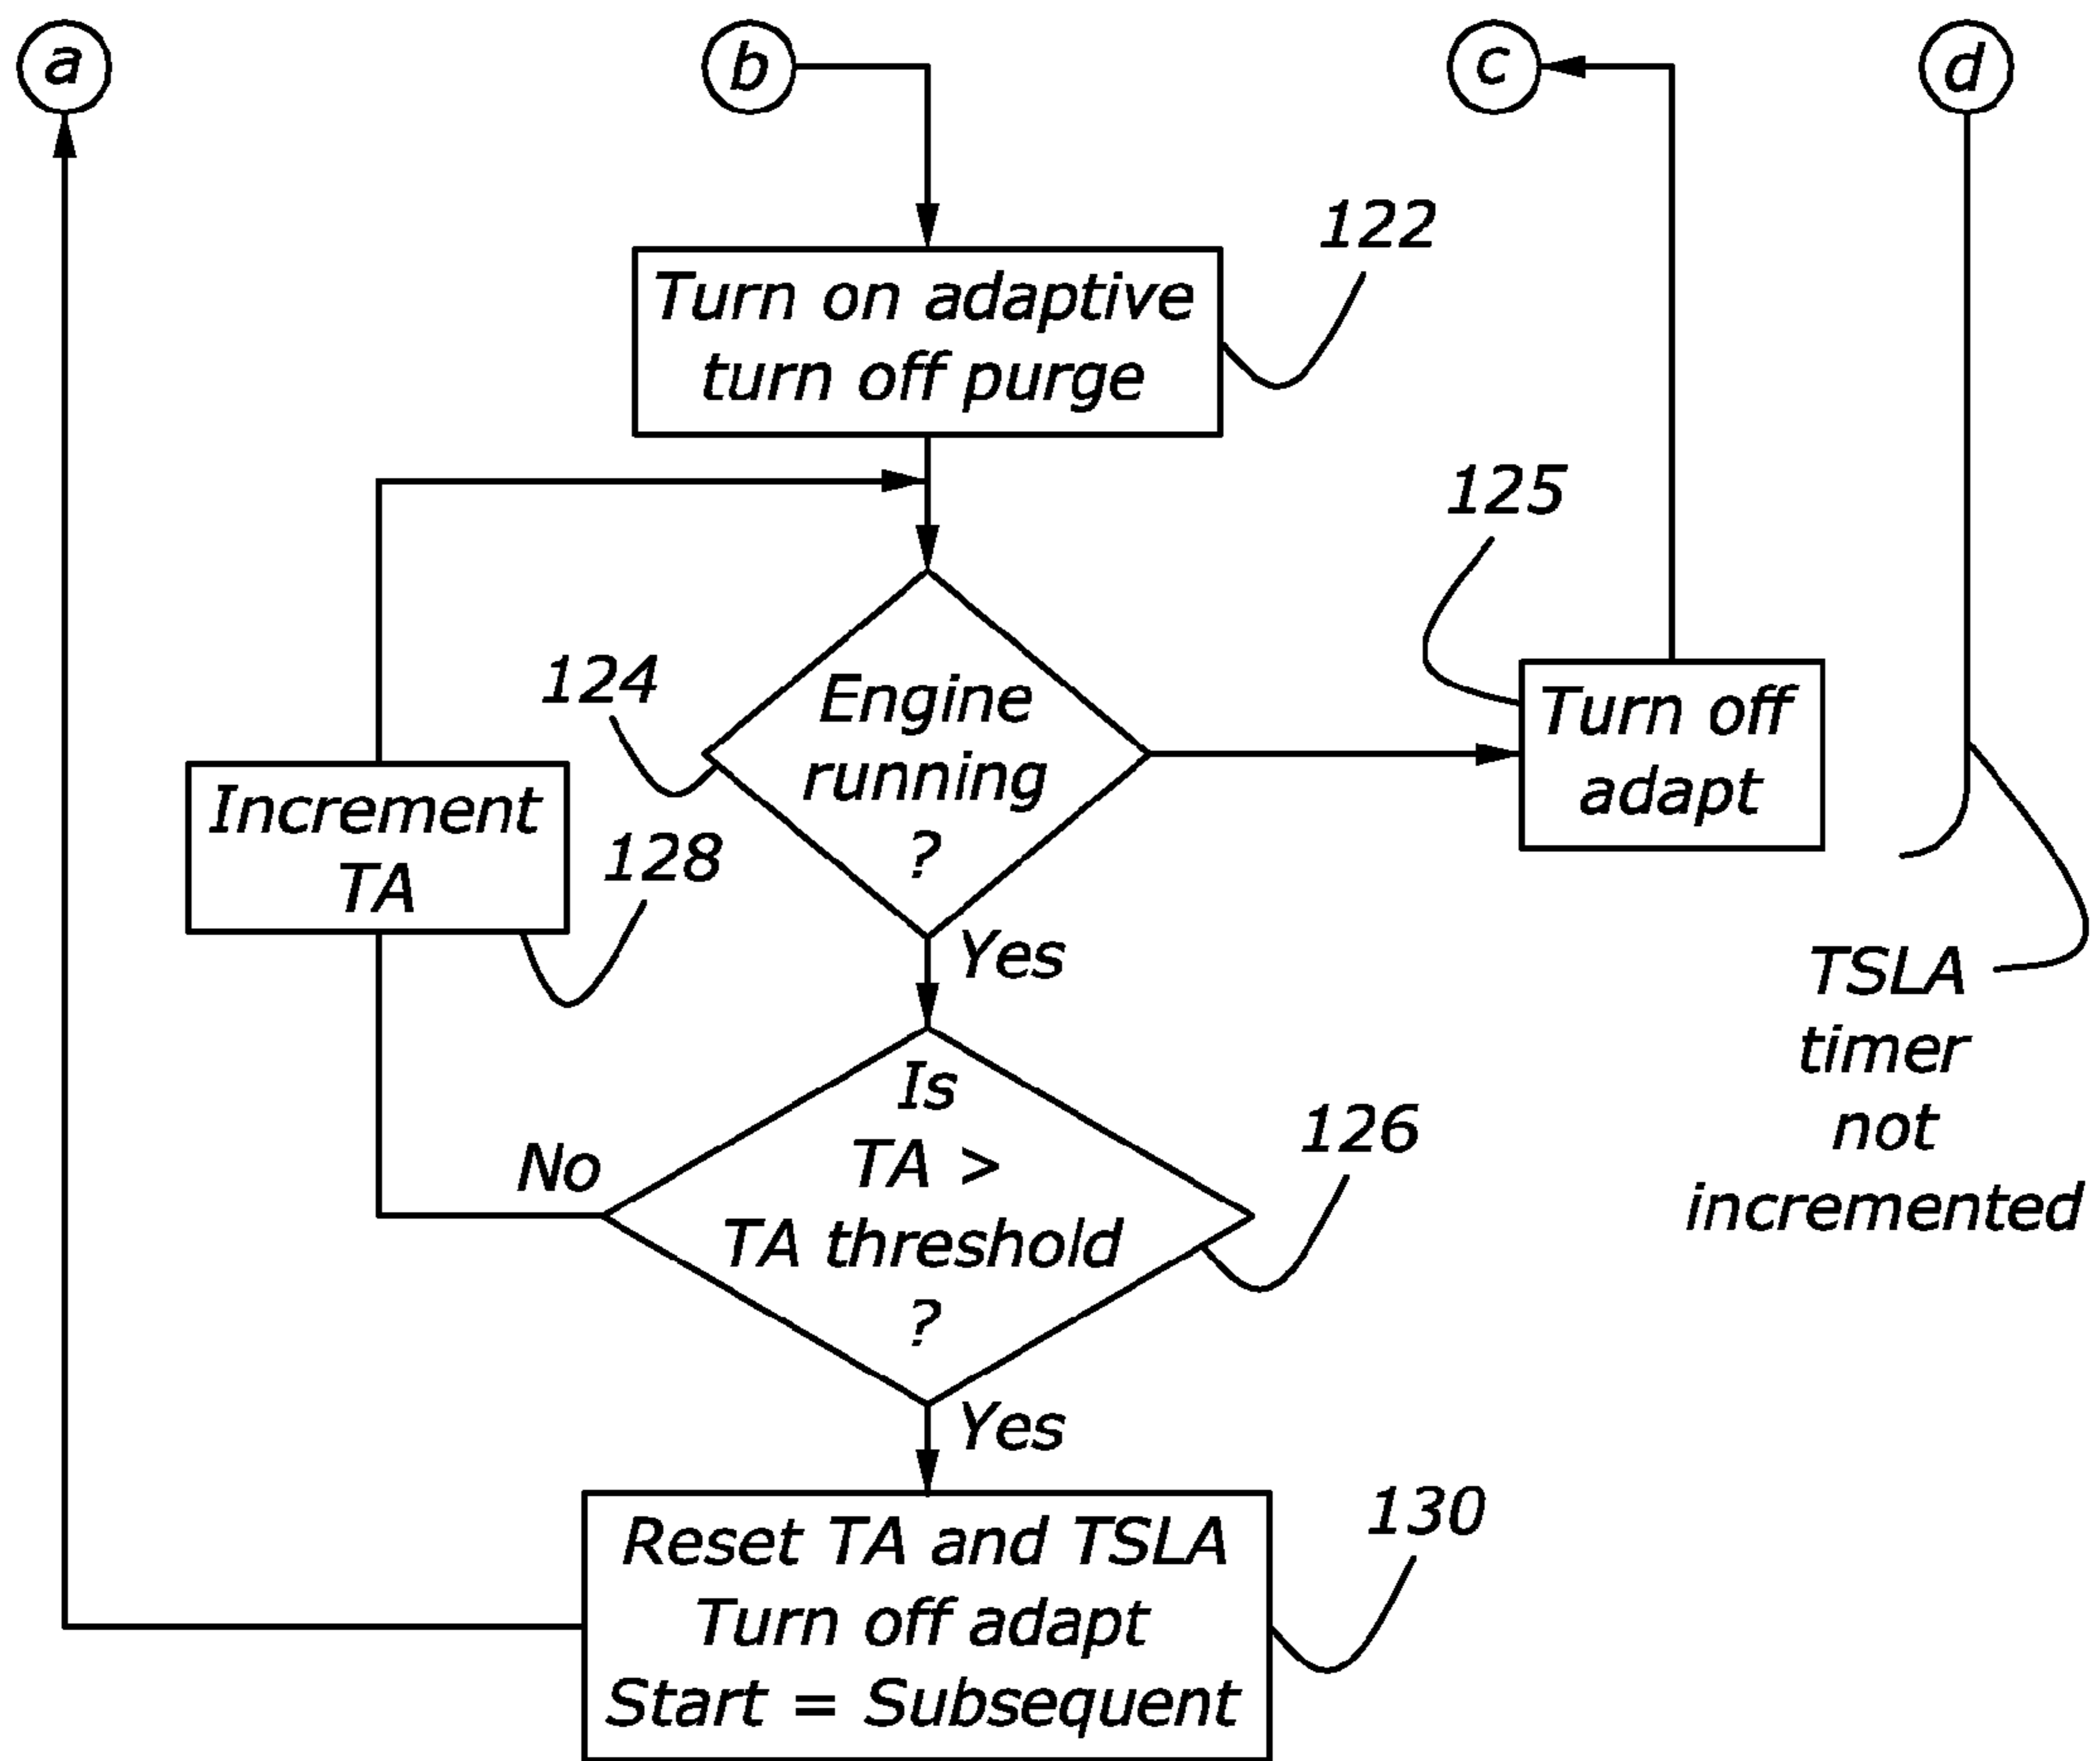 a
b
c
d
122
Turn on adaptive
turn off purge
125
124
Engine
running
?
Turn off
adapt
Increment
TA
128
Yes
TSLA
timer
not
incremented
Is
TA >
TA threshold
?
126
No
Yes
130
Reset TA and TSLA
Turn off adapt
Start = Subsequent